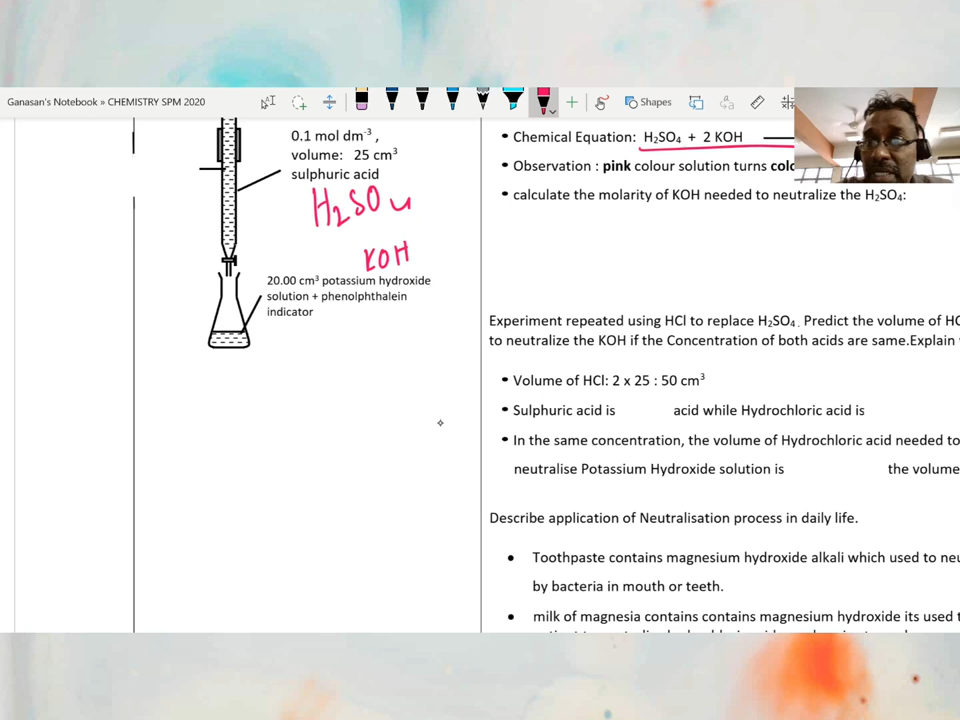 Ganasan's Notebook » CHEMISTRY SPM 2020
Shapes
0.1 mol dm⁻³ ,
volume: 25 cm³
sulphuric acid
H₂SO₄
KOH
20.00 cm³ potassium hydroxide
solution + phenolphthalein
indicator
• Chemical Equation: H₂SO₄ + 2 KOH
• Observation : pink colour solution turns
• calculate the molarity of KOH needed to neutralize the H₂SO₄:
Experiment repeated using HCl to replace H₂SO₄ . Predict the volume of
to neutralize the KOH if the Concentration of both acids are same.Explain
• Volume of HCl: 2 x 25 : 50 cm³
• Sulphuric acid is acid while Hydrochloric acid is
• In the same concentration, the volume of Hydrochloric acid needed to
neutralise Potassium Hydroxide solution is the volume
Describe application of Neutralisation process in daily life.
• Toothpaste contains magnesium hydroxide alkali which used to
by bacteria in mouth or teeth.
• milk of magnesia contains contains magnesium hydroxide its used